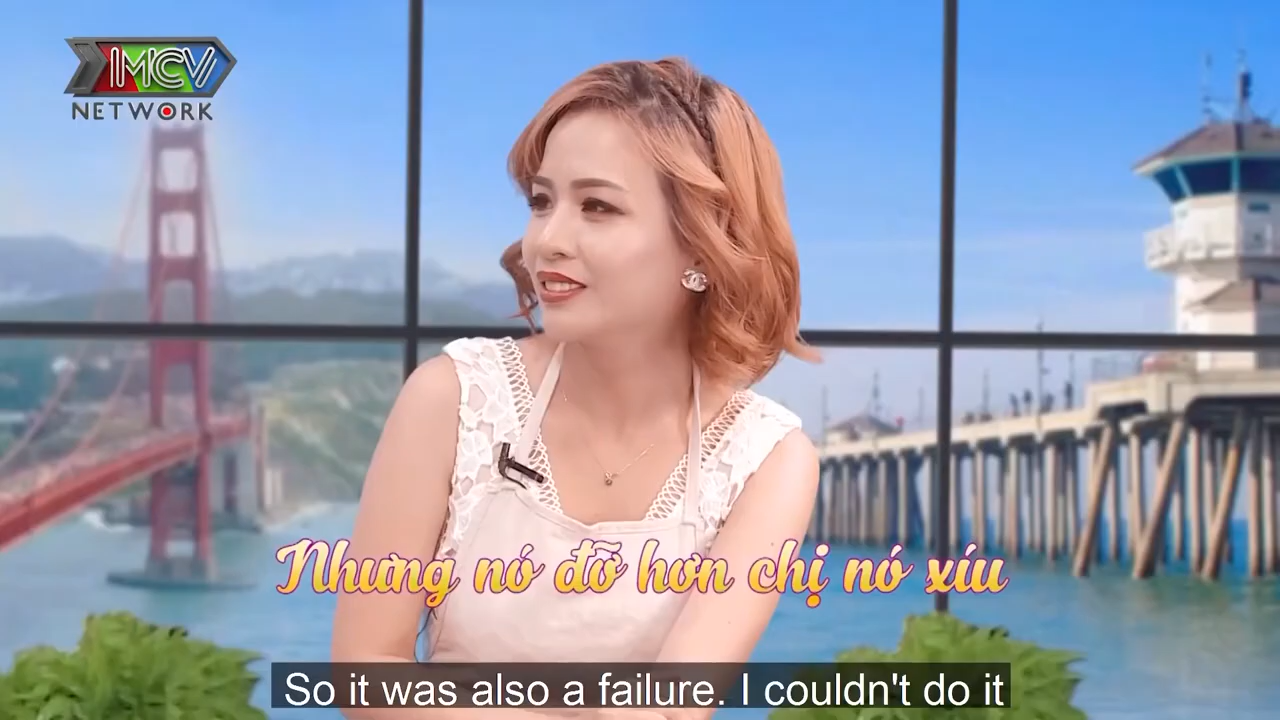 MCV
NETWORK
Nhưng nó đỡ hơn chị nó xíu
So it was also a failure. I couldn't do it